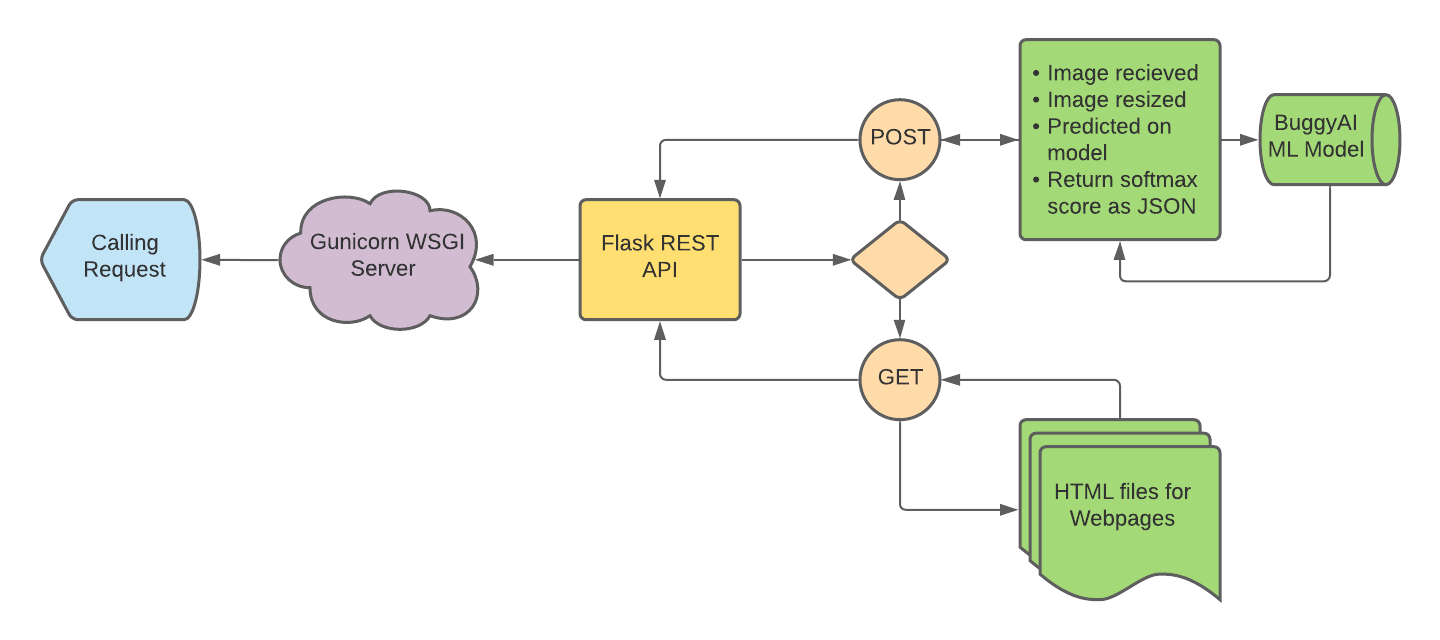 Calling
Request
Gunicorn WSGI
Server
Flask REST
API
POST
GET
• Image recieved
• Image resized
• Predicted on
model
• Return softmax
score as JSON
BuggyAI
ML Model
HTML files for
Webpages